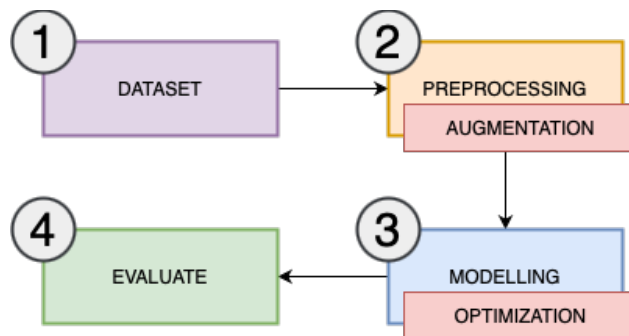 1
DATASET
2
PREPROCESSING
AUGMENTATION
3
MODELLING
OPTIMIZATION
4
EVALUATE